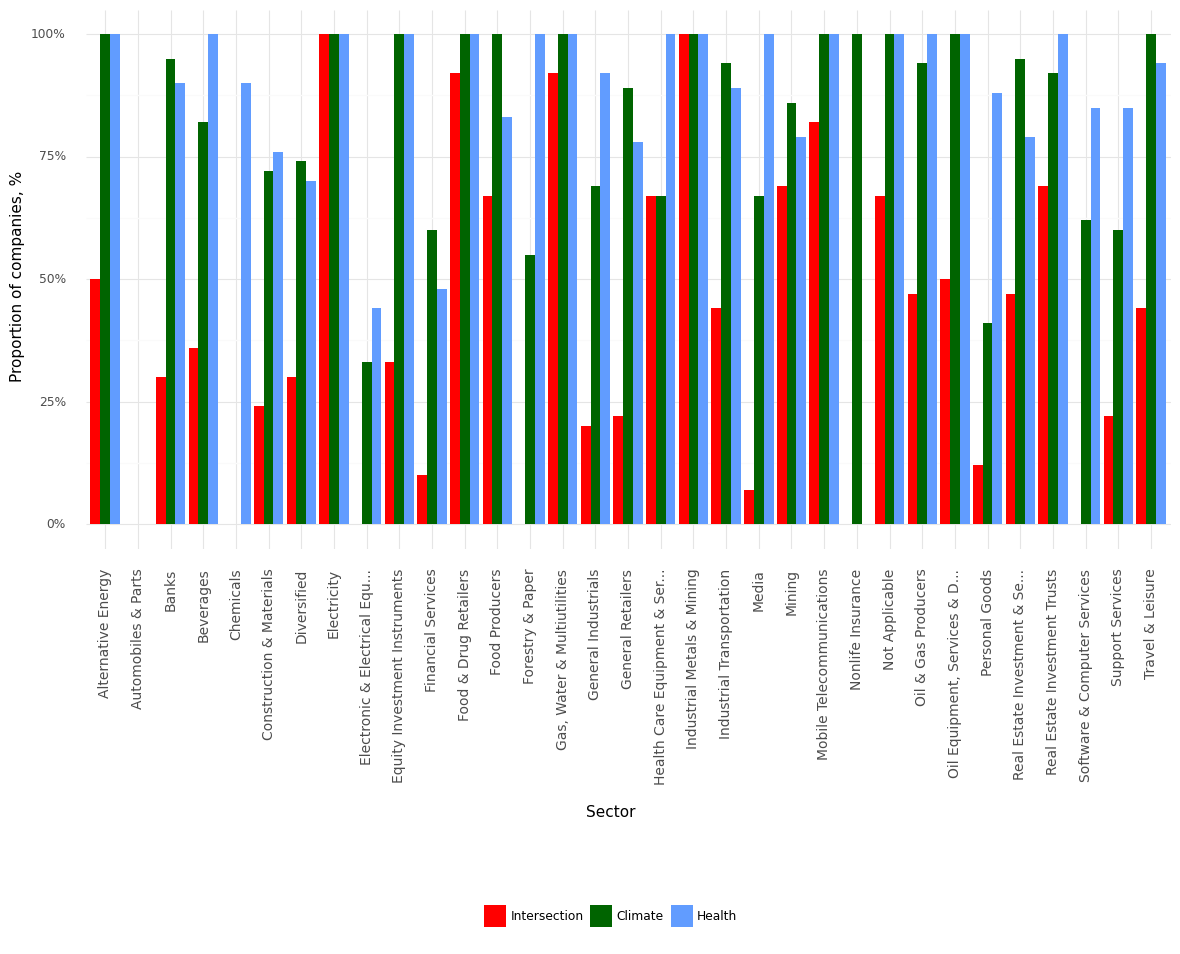 Proportion of companies, %
100%
75%
50%
25%
0%
Alternative Energy
Automobiles & Parts
Banks
Beverages
Chemicals
Construction & Materials
Diversified
Electricity
Electronic & Electrical Equ...
Equity Investment Instruments
Financial Services
Food & Drug Retailers
Food Producers
Forestry & Paper
Gas, Water & Multiutilities
General Industrials
General Retailers
Health Care Equipment & Ser...
Industrial Metals & Mining
Industrial Transportation
Media
Mining
Mobile Telecommunications
Nonlife Insurance
Not Applicable
Oil & Gas Producers
Oil Equipment, Services & D...
Personal Goods
Real Estate Investment & Se...
Real Estate Investment Trusts
Software & Computer Services
Support Services
Travel & Leisure
Sector
Intersection Climate Health